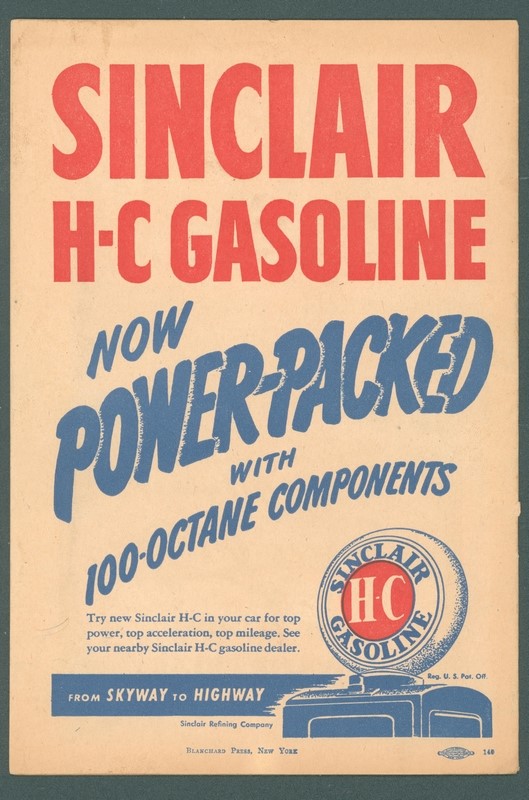 SINCLAIR
H-C GASOLINE
NOW
POWER-PACKED
WITH
100-OCTANE COMPONENTS
Try new Sinclair H-C in your car for top
power, top acceleration, top mileage. See
your nearby Sinclair H-C gasoline dealer.
SINCLAIR
H-C
GASOLINE
Reg. U. S. Pat. Off.
FROM SKYWAY TO HIGHWAY
Sinclair Refining Company
BLANCHARD PRESS, NEW YORK